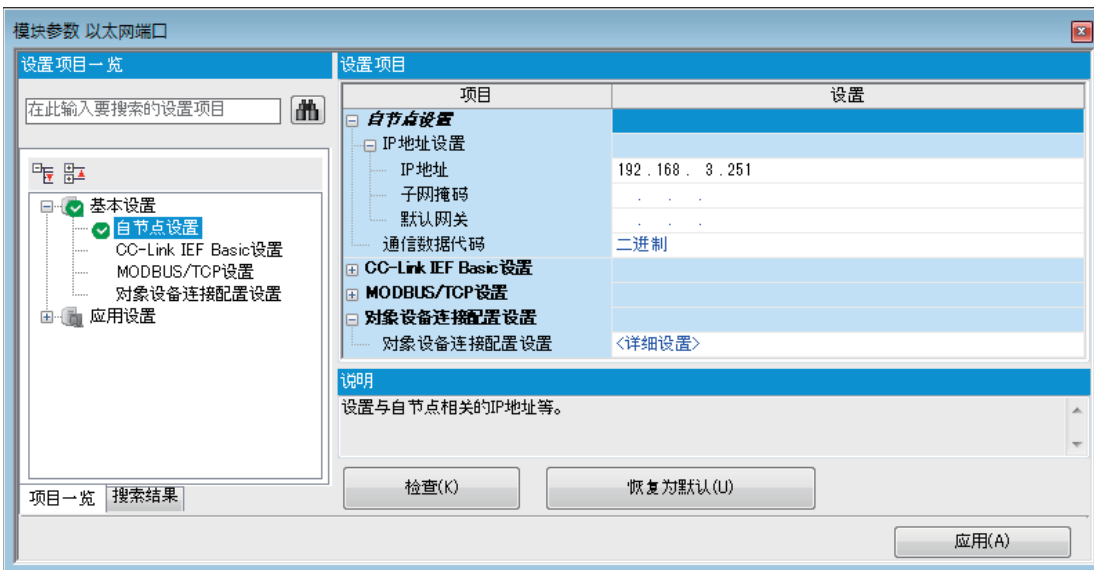 模块参数 以太网端口
设置项目一览
在此输入要搜索的设置项目
基本设置
自节点设置
CC-Link IEF Basic设置
MODBUS/TCP设置
对象设备连接配置设置
应用设置
项目一览 搜索结果
设置项目
项目 设置
自节点设置
IP地址设置
IP地址 192 . 168 . 3 . 251
子网掩码 . . .
默认网关 . . .
通信数据代码 二进制
CC-Link IEF Basic设置
MODBUS/TCP设置
对象设备连接配置设置
对象设备连接配置设置 <详细设置>
说明
设置与自节点相关的IP地址等。
检查(K) 恢复为默认(U)
应用(A)